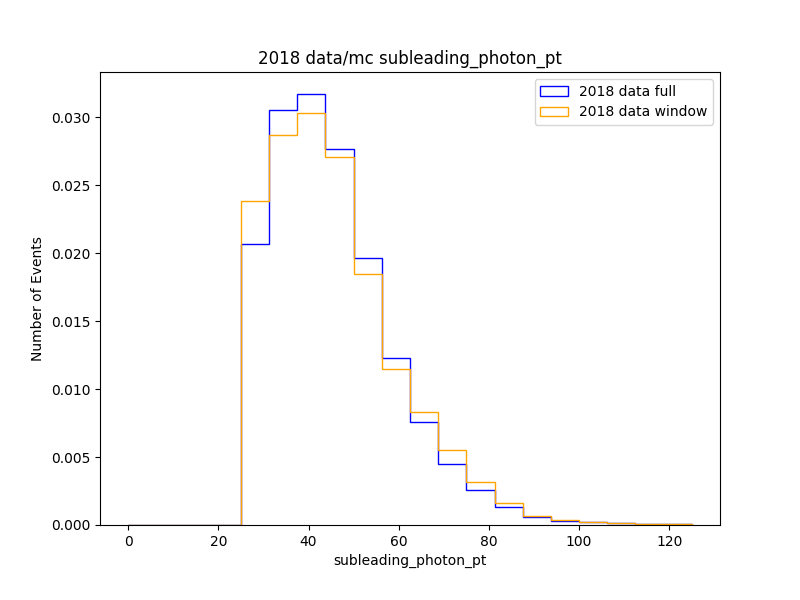 2018 data/mc subleading_photon_pt
2018 data full
2018 data window
Number of Events
0.030
0.025
0.020
0.015
0.010
0.005
0.000
0 20 40 60 80 100 120
subleading_photon_pt